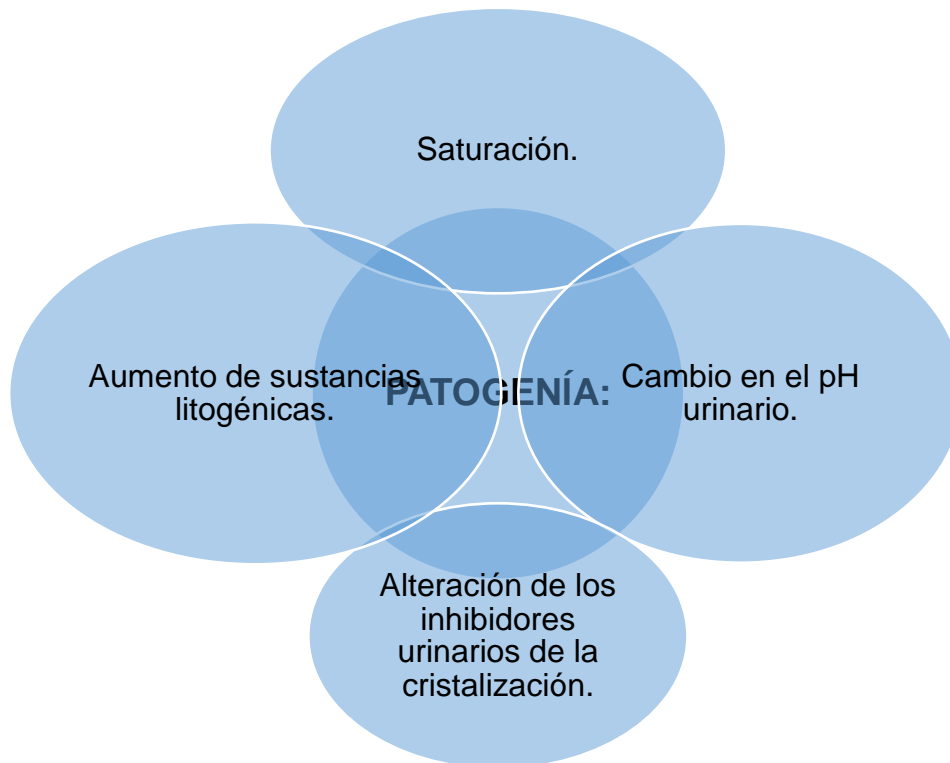 Saturación.
Aumento de sustancias
litogénicas.
PATOGENÍA:
Cambio en el pH
urinario.
Alteración de los
inhibidores
urinarios de la
cristalización.